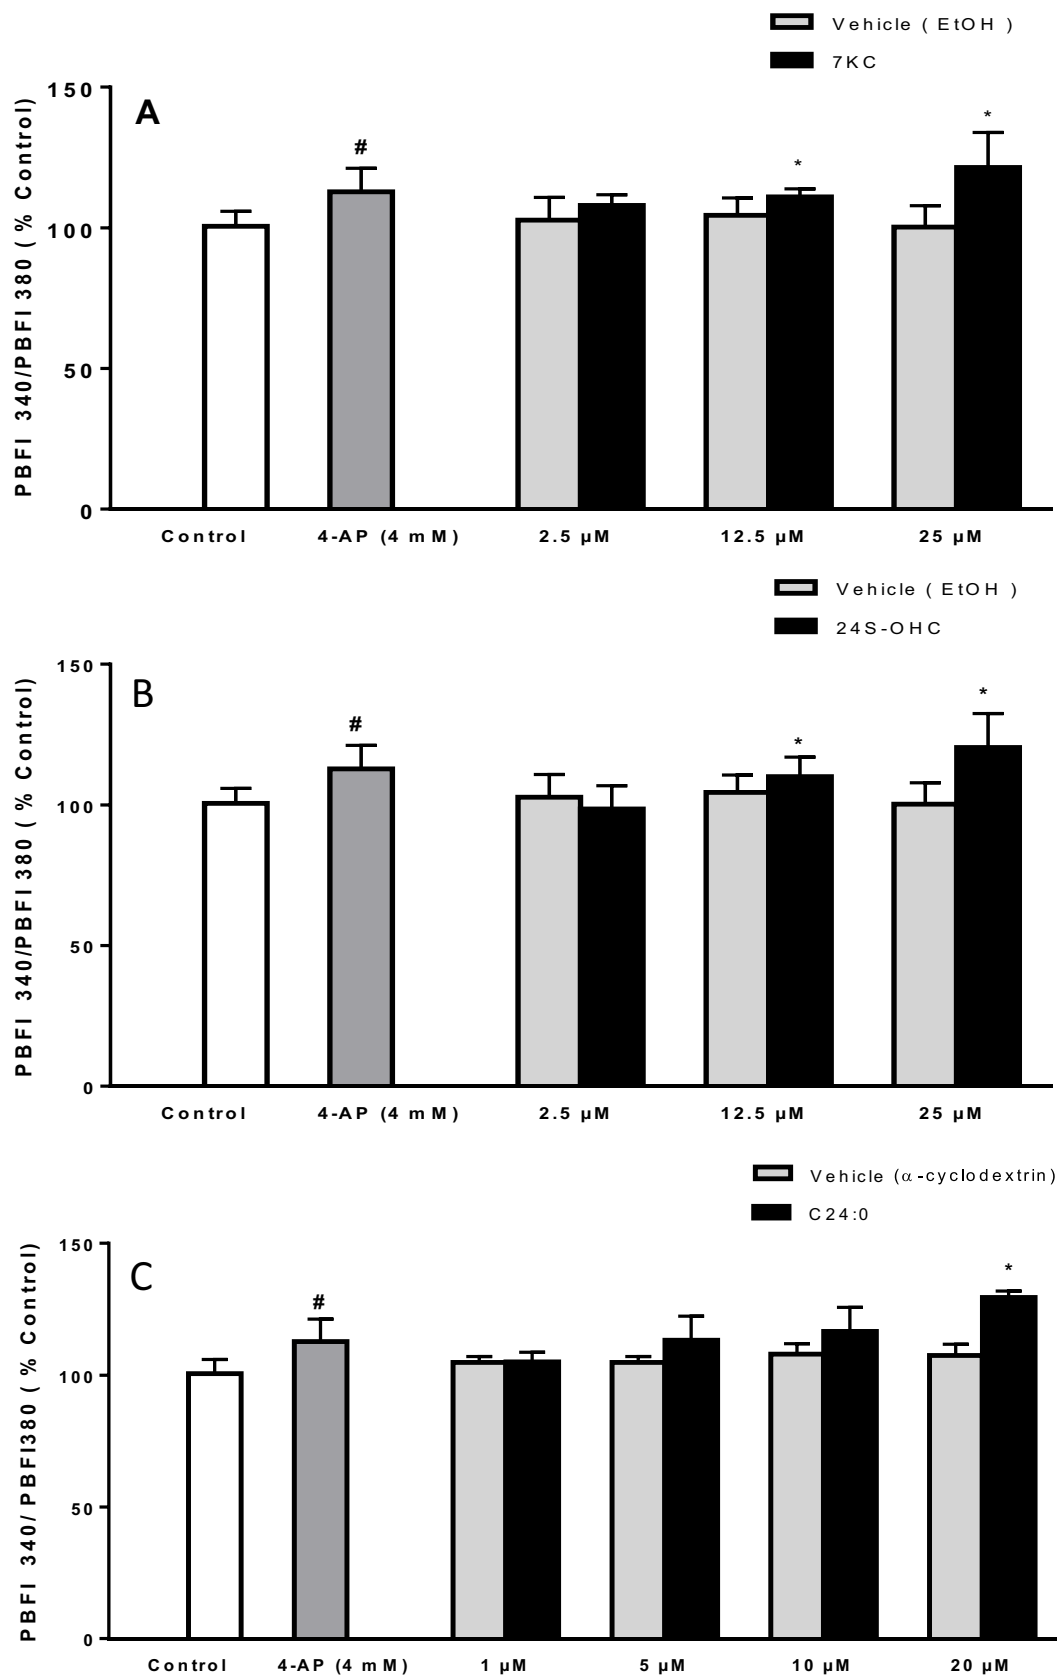 Vehicle ( EtOH )
7KC
A
PBFI 340/PBFI 380 ( % Control)
150
100
50
0
#
*
*
Control 4-AP (4 mM) 2.5 µM 12.5 µM 25 µM
Vehicle ( EtOH )
24S-OHC
B
PBFI 340/PBFI 380 ( % Control)
150
100
50
0
#
*
*
Control 4-AP (4 mM) 2.5 µM 12.5 µM 25 µM
Vehicle (α-cyclodextrin)
C24:0
C
PBFI 340/ PBFI380 ( % Control)
150
100
50
0
#
*
Control 4-AP (4 mM) 1 µM 5 µM 10 µM 20 µM